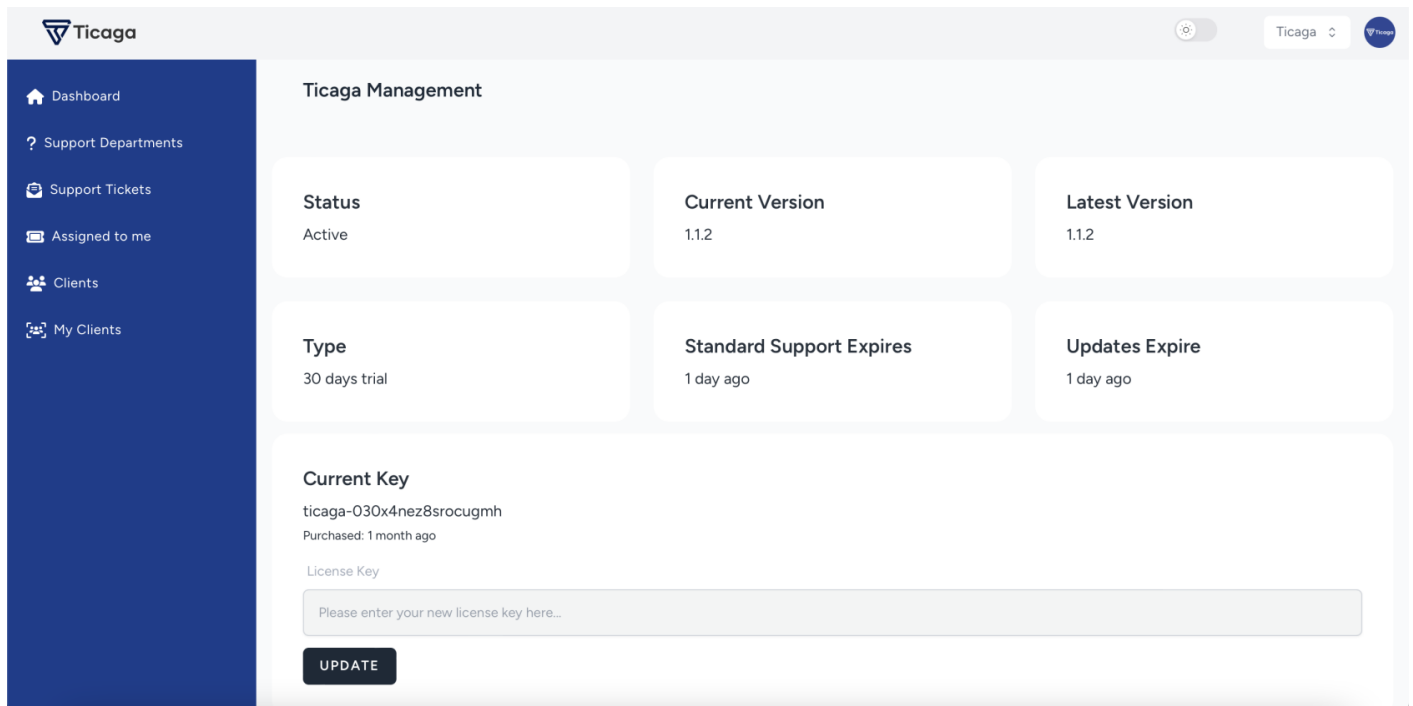 Ticaga
Ticaga
Ticaga
Dashboard
Support Departments
Support Tickets
Assigned to me
Clients
My Clients
Ticaga Management
Status
Active
Current Version
1.1.2
Latest Version
1.1.2
Type
30 days trial
Standard Support Expires
1 day ago
Updates Expire
1 day ago
Current Key
ticaga-030x4nez8srocugmh
Purchased: 1 month ago
License Key
Please enter your new license key here...
UPDATE